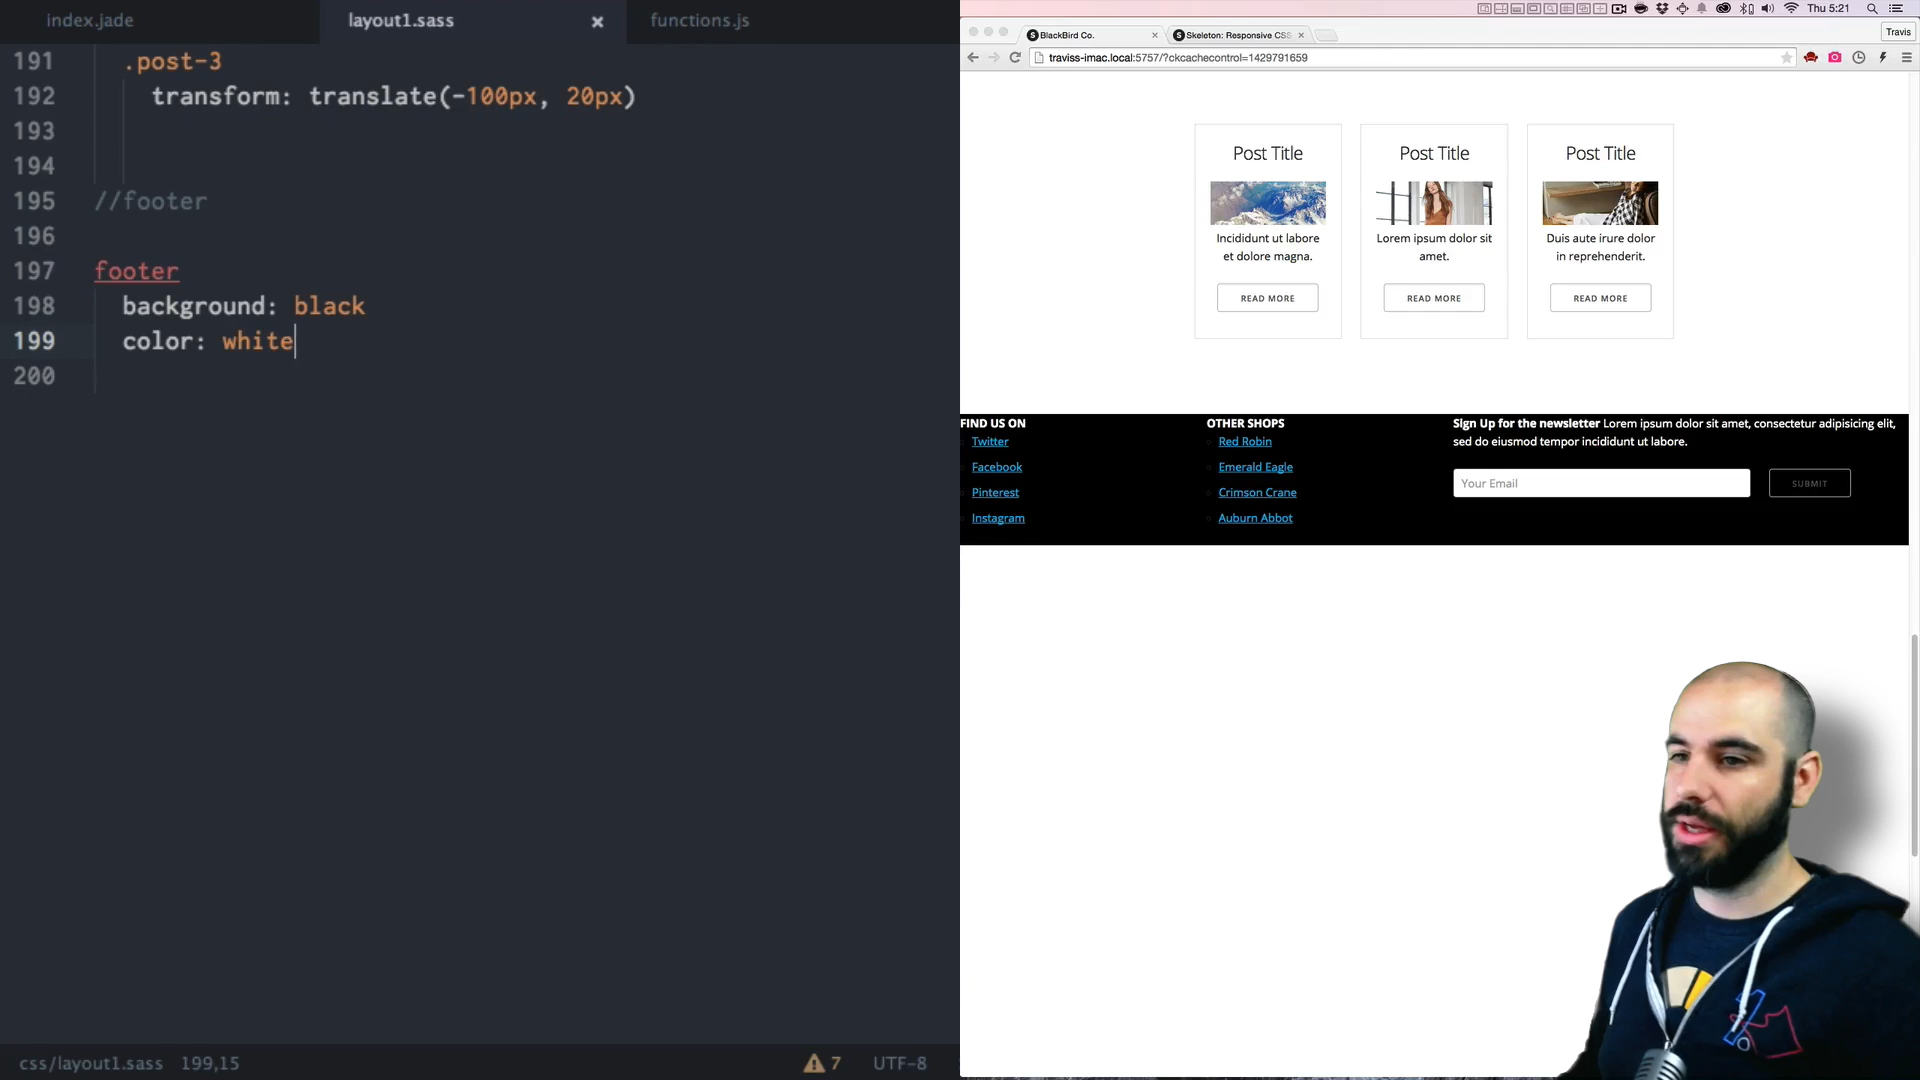 index.jade
layout1.sass
functions.js
191 .post-3
192 transform: translate(-100px, 20px)
193
194
195 //footer
196
197 footer
198 background: black
199 color: white
200
css/layout1.sass 199,15
7 UTF-8
Thu 5:21
BlackBird Co.
Skeleton: Responsive CSS
Travis
traviss-imac.local:5757/?ckcachecontrol=1429791659
Post Title
Incididunt ut labore
et dolore magna.
READ MORE
Post Title
Lorem ipsum dolor sit
amet.
READ MORE
Post Title
Duis aute irure dolor
in reprehenderit.
READ MORE
FIND US ON
Twitter
Facebook
Pinterest
Instagram
OTHER SHOPS
Red Robin
Emerald Eagle
Crimson Crane
Auburn Abbot
Sign Up for the newsletter Lorem ipsum dolor sit amet, consectetur adipisicing elit,
sed do eiusmod tempor incididunt ut labore.
Your Email
SUBMIT